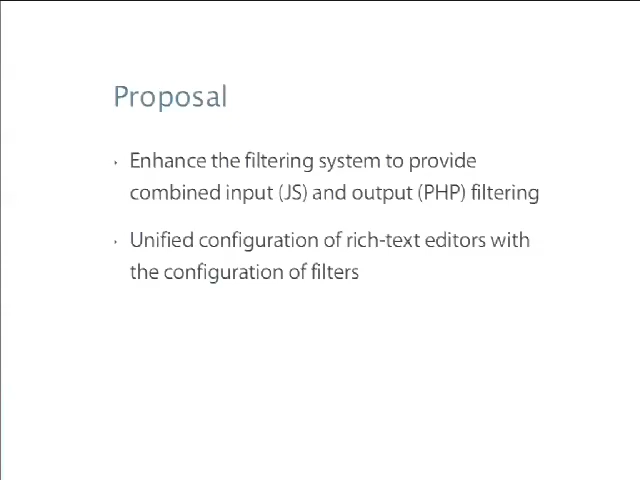 Proposal
Enhance the filtering system to provide
combined input (JS) and output (PHP) filtering
Unified configuration of rich-text editors with
the configuration of filters